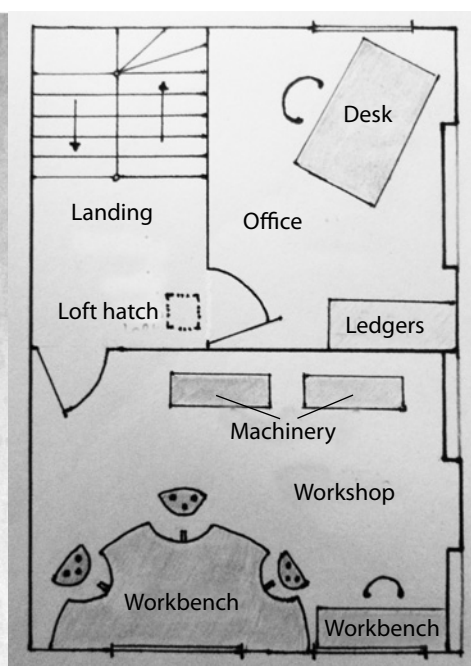 Desk
Landing
Office
Loft hatch
Ledgers
Machinery
Workshop
Workbench
Workbench